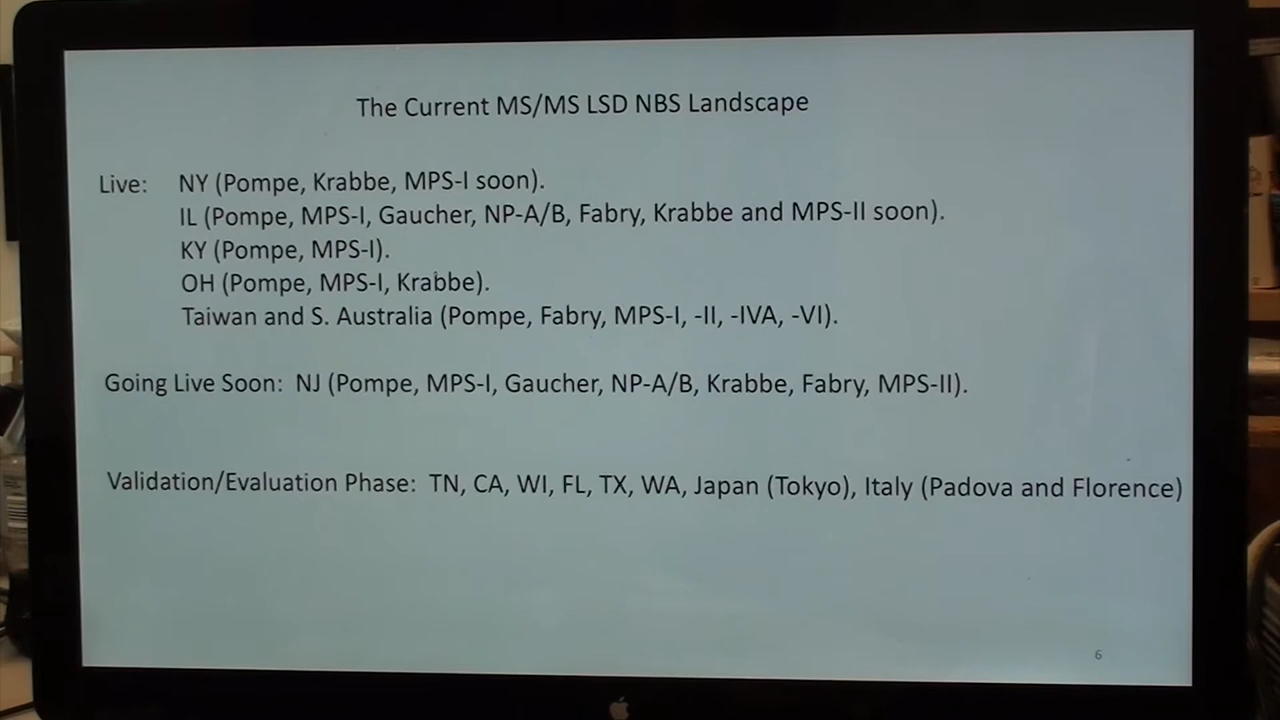 The Current MS/MS LSD NBS Landscape
Live: NY (Pompe, Krabbe, MPS-I soon).
IL (Pompe, MPS-I, Gaucher, NP-A/B, Fabry, Krabbe and MPS-II soon).
KY (Pompe, MPS-I).
OH (Pompe, MPS-I, Krabbe).
Taiwan and S. Australia (Pompe, Fabry, MPS-I, -II, -IVA, -VI).
Going Live Soon: NJ (Pompe, MPS-I, Gaucher, NP-A/B, Krabbe, Fabry, MPS-II).
Validation/Evaluation Phase: TN, CA, WI, FL, TX, WA, Japan (Tokyo), Italy (Padova and Florence)
6